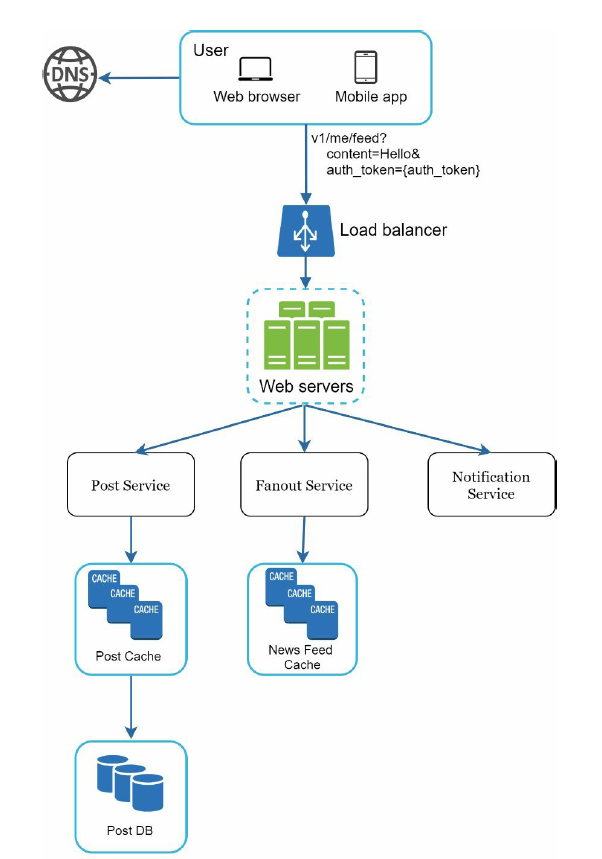 User
DNS
Web browser
Mobile app
v1/me/feed?
content=Hello&
auth_token={auth_token}
Load balancer
Web servers
Post Service
Fanout Service
Notification
Service
CACHE
CACHE
CACHE
Post Cache
CACHE
CACHE
CACHE
News Feed
Cache
Post DB